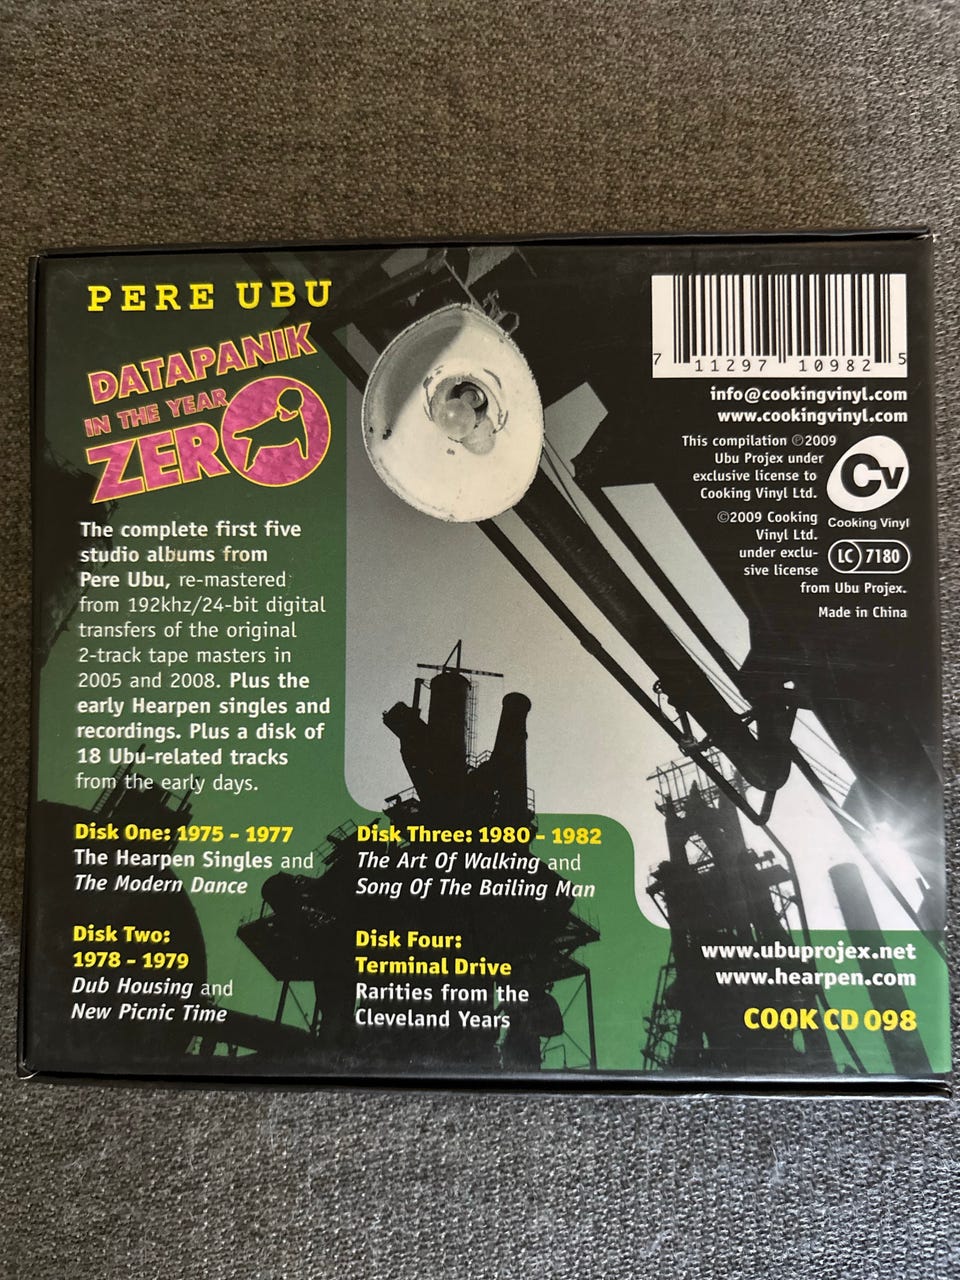 PERE UBU
DATAPANIK
IN THE YEAR
ZERO
The complete first five
studio albums from
Pere Ubu, re-mastered
from 192khz/24-bit digital
transfers of the original
2-track tape masters in
2005 and 2008. Plus the
early Hearpen singles and
recordings. Plus a disk of
18 Ubu-related tracks
from the early days.
Disk One: 1975 - 1977
The Hearpen Singles and
The Modern Dance
Disk Two:
1978 - 1979
Dub Housing and
New Picnic Time
Disk Three: 1980 - 1982
The Art Of Walking and
Song Of The Bailing Man
Disk Four:
Terminal Drive
Rarities from the
Cleveland Years
7 11297 10982 5
info@cookingvinyl.com
www.cookingvinyl.com
This compilation ℗2009
Ubu Projex under
exclusive license to
Cooking Vinyl Ltd.
©2009 Cooking
Vinyl Ltd.
under exclu-
sive license
from Ubu Projex.
Made in China
Cv
Cooking Vinyl
LC 7180
www.ubuprojex.net
www.hearpen.com
COOK CD 098